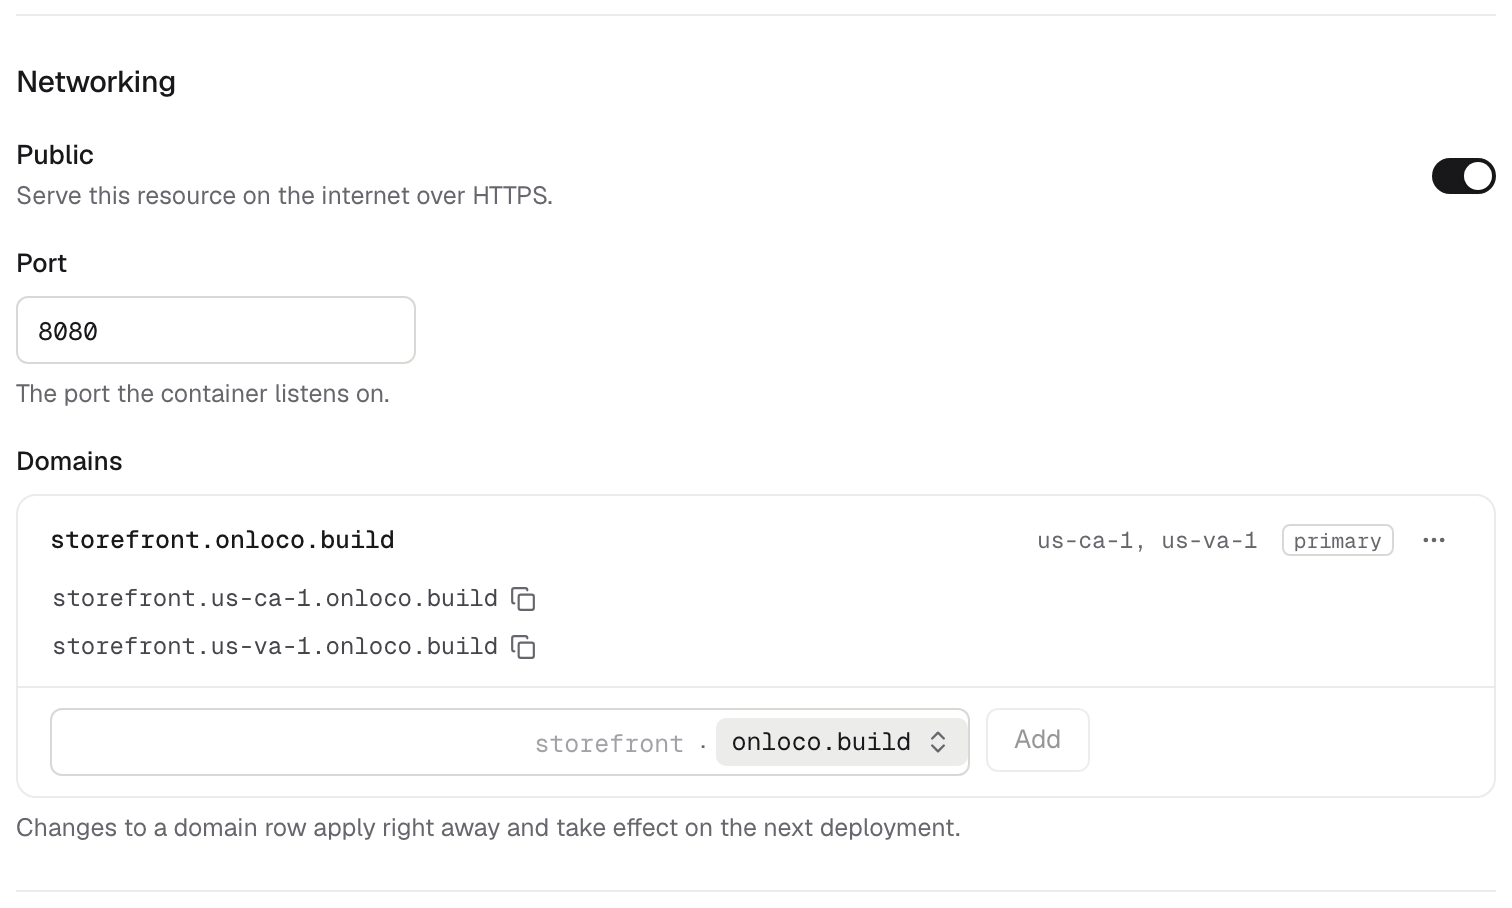 Networking
Public
Serve this resource on the internet over HTTPS.
Port
8080
The port the container listens on.
Domains
storefront.onloco.build us-ca-1, us-va-1 primary ···
storefront.us-ca-1.onloco.build
storefront.us-va-1.onloco.build
storefront . onloco.build Add
Changes to a domain row apply right away and take effect on the next deployment.